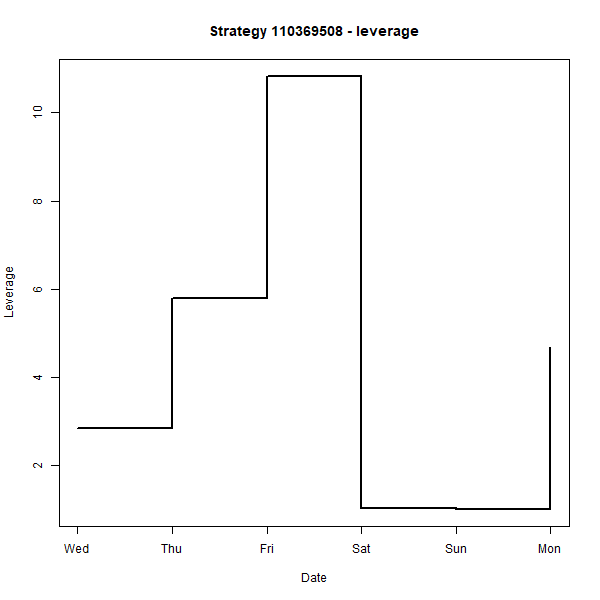 Strategy 110369508 - leverage
10
8
6
4
2
Leverage
Wed Thu Fri Sat Sun Mon
Date